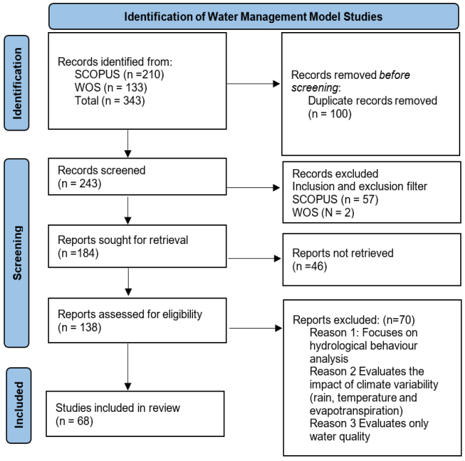 Identification of Water Management Model Studies
Identification
Records identified from:
SCOPUS (n =210)
WOS (n = 133)
Total (n = 343)
Records removed before
screening:
Duplicate records removed
(n = 100)
Screening
Records screened
(n = 243)
Records excluded
Inclusion and exclusion filter
SCOPUS (n = 57)
WOS (N = 2)
Reports sought for retrieval
(n =184)
Reports not retrieved
(n =46)
Reports assessed for eligibility
(n = 138)
Reports excluded: (n=70)
Reason 1: Focuses on
hydrological behaviour
analysis
Reason 2 Evaluates the
impact of climate variability
(rain, temperature and
evapotranspiration)
Reason 3 Evaluates only
water quality
Included
Studies included in review
(n = 68)